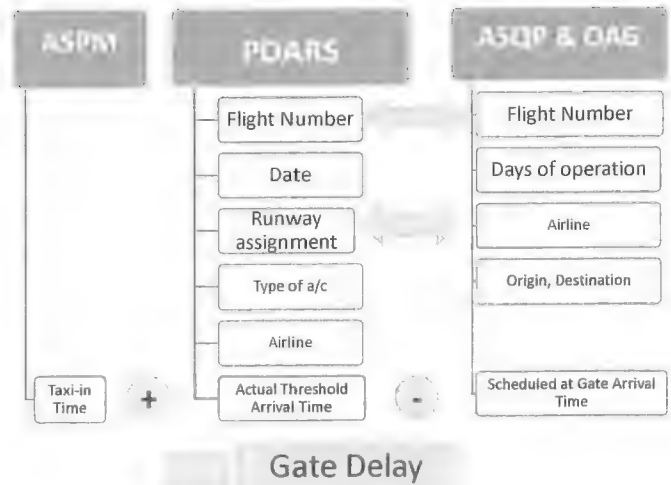 ASPM
PDARS
ASQP & OAG
Flight Number
Date
Runway
assignment
Type of a/c
Airline
Actual Threshold
Arrival Time
Flight Number
Days of operation
Airline
Origin, Destination
Scheduled at Gate Arrival
Time
Taxi-in
Time
+
-
Gate Delay